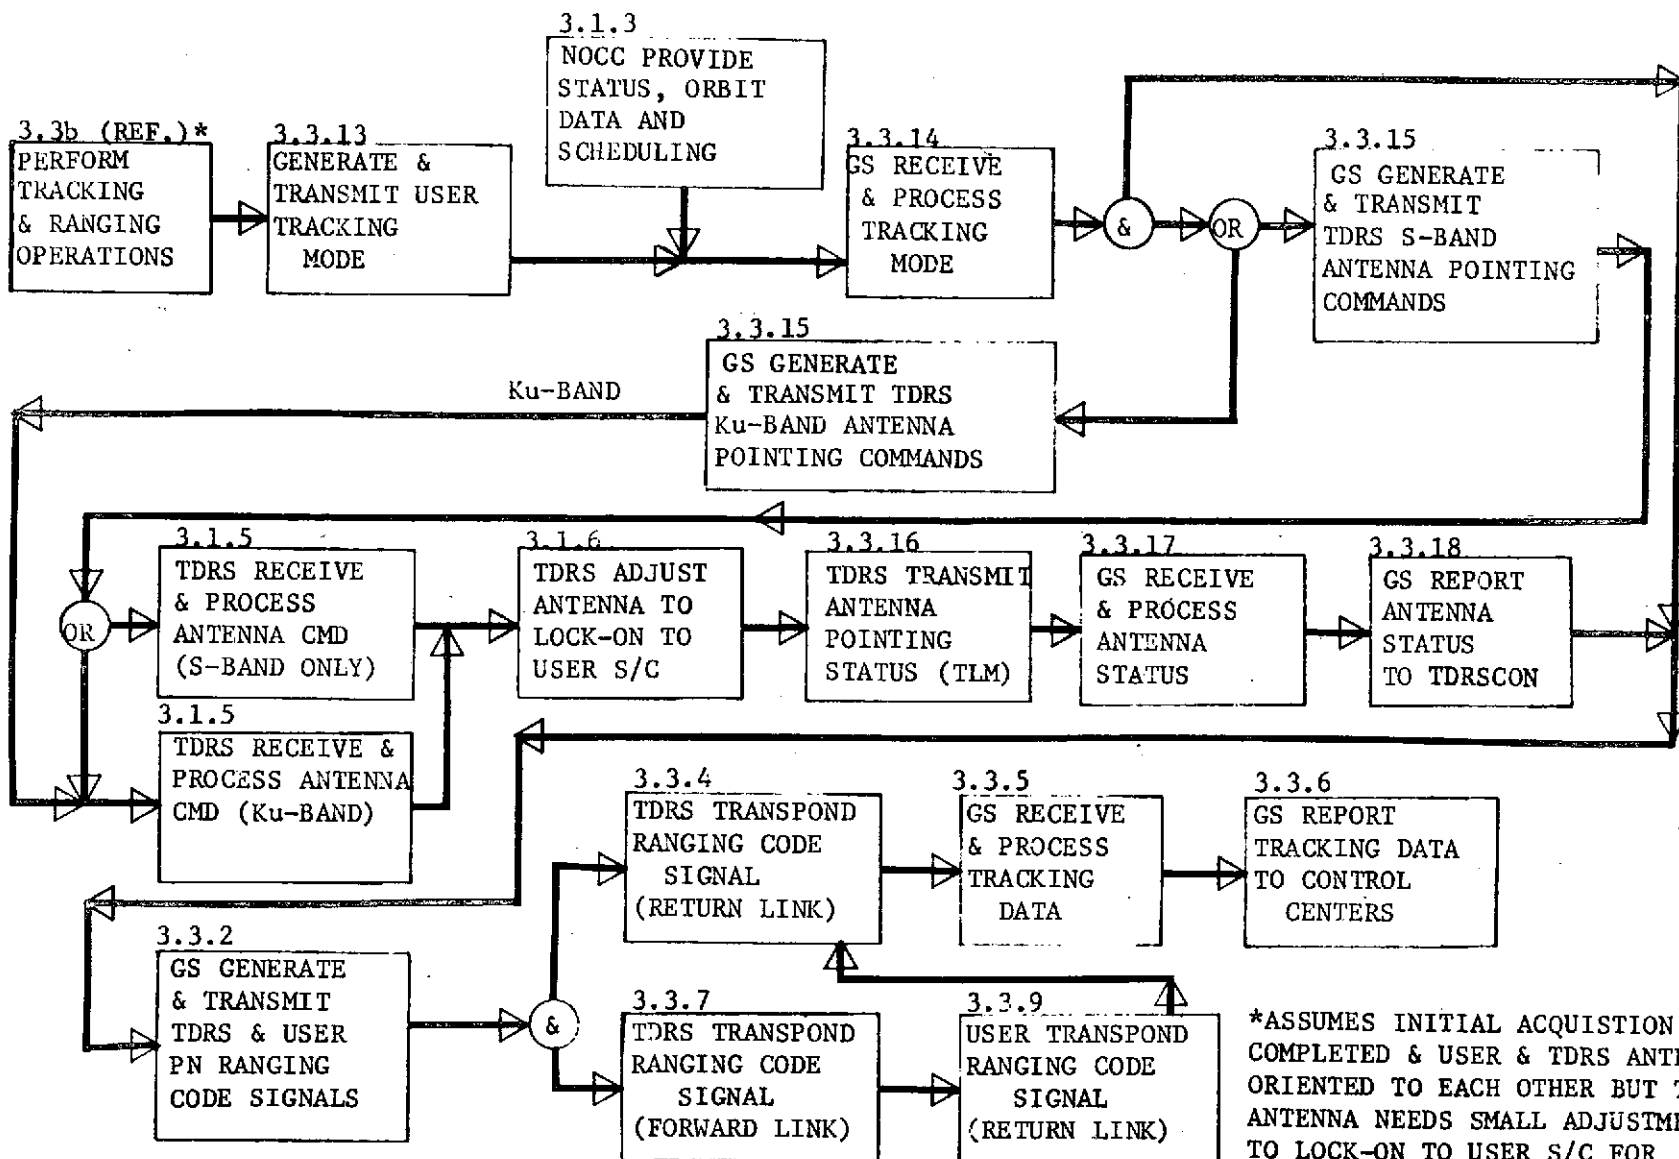 3.1.3
NOCC PROVIDE
STATUS, ORBIT
DATA AND
SCHEDULING
3.3b (REF.)*
PERFORM
TRACKING
& RANGING
OPERATIONS
3.3.13
GENERATE &
TRANSMIT USER
TRACKING
MODE
3.3.14
GS RECEIVE
& PROCESS
TRACKING
MODE
&
OR
3.3.15
GS GENERATE
& TRANSMIT
TDRS S-BAND
ANTENNA POINTING
COMMANDS
3.3.15
GS GENERATE
& TRANSMIT TDRS
Ku-BAND ANTENNA
POINTING COMMANDS
Ku-BAND
OR
3.1.5
TDRS RECEIVE
& PROCESS
ANTENNA CMD
(S-BAND ONLY)
3.1.6
TDRS ADJUST
ANTENNA TO
LOCK-ON TO
USER S/C
3.3.16
TDRS TRANSMIT
ANTENNA
POINTING
STATUS (TLM)
3.3.17
GS RECEIVE
& PROCESS
ANTENNA
STATUS
3.3.18
GS REPORT
ANTENNA
STATUS
TO TDRSCON
3.1.5
TDRS RECEIVE &
PROCESS ANTENNA
CMD (Ku-BAND)
3.3.4
TDRS TRANSPOND
RANGING CODE
SIGNAL
(RETURN LINK)
3.3.5
GS RECEIVE
& PROCESS
TRACKING
DATA
3.3.6
GS REPORT
TRACKING DATA
TO CONTROL
CENTERS
3.3.2
GS GENERATE
& TRANSMIT
TDRS & USER
PN RANGING
CODE SIGNALS
&
3.3.7
TDRS TRANSPOND
RANGING CODE
SIGNAL
(FORWARD LINK)
3.3.9
USER TRANSPOND
RANGING CODE
SIGNAL
(RETURN LINK)
*ASSUMES INITIAL ACQUISTION
COMPLETED & USER & TDRS
ORIENTED TO EACH OTHER BUT
ANTENNA NEEDS SMALL
TO LOCK-ON TO USER S/C FOR